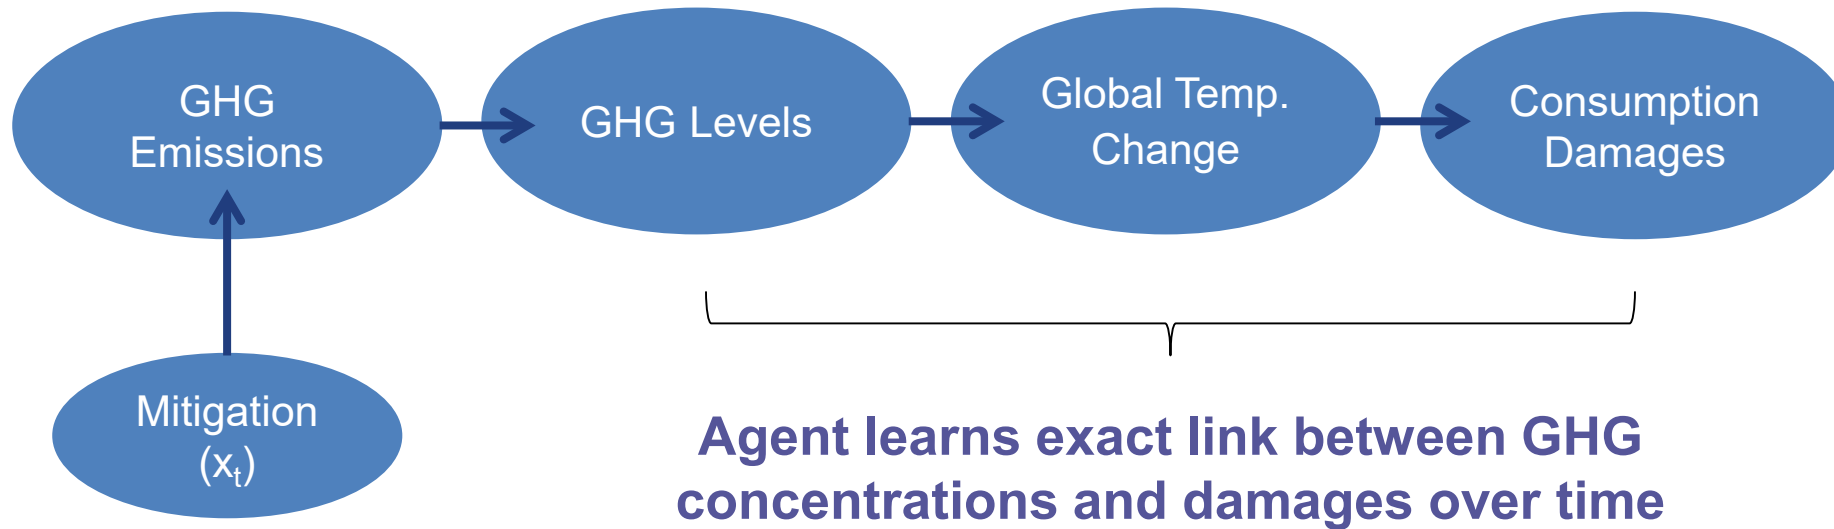 GHG
Emissions
GHG Levels
Global Temp.
Change
Consumption
Damages
Mitigation
(xₜ)
Agent learns exact link between GHG
concentrations and damages over time